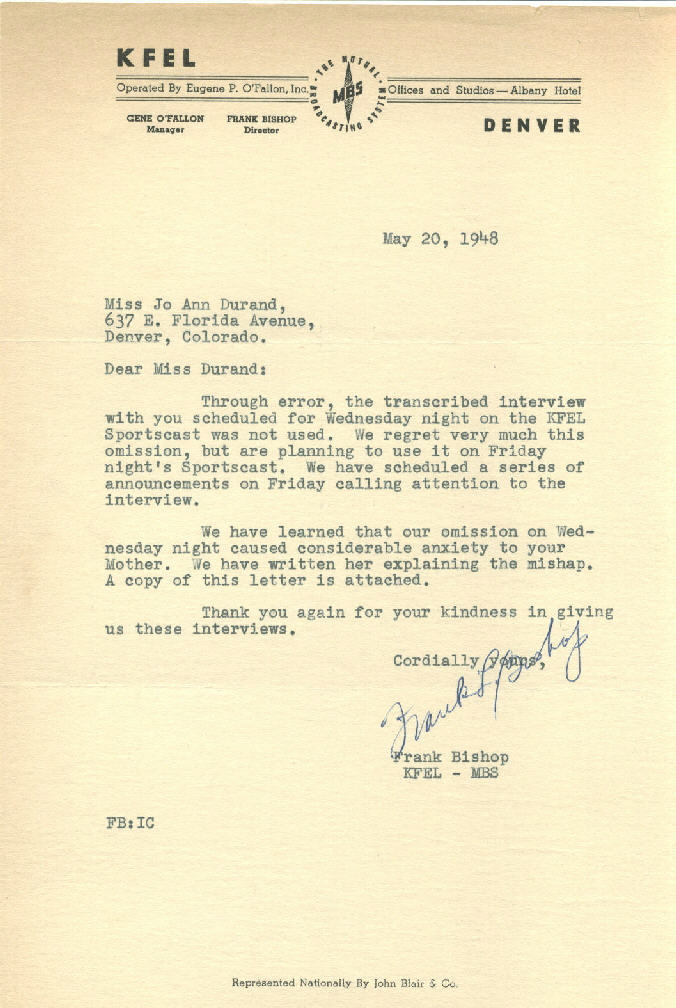 KFEL
Operated By Eugene P. O'Fallon, Inc.
THE MUTUAL BROADCASTING SYSTEM
MBS
Offices and Studios — Albany Hotel
GENE O'FALLON
Manager
FRANK BISHOP
Director
DENVER
May 20, 1948
Miss Jo Ann Durand,
637 E. Florida Avenue,
Denver, Colorado.
Dear Miss Durand:
Through error, the transcribed interview
with you scheduled for Wednesday night on the KFEL
Sportscast was not used. We regret very much this
omission, but are planning to use it on Friday
night's Sportscast. We have scheduled a series of
announcements on Friday calling attention to the
interview.
We have learned that our omission on Wed-
nesday night caused considerable anxiety to your
Mother. We have written her explaining the mishap.
A copy of this letter is attached.
Thank you again for your kindness in giving
us these interviews.
Cordially yours,
Frank L. Bishop
Frank Bishop
KFEL - MBS
FB:IC
Represented Nationally By John Blair & Co.